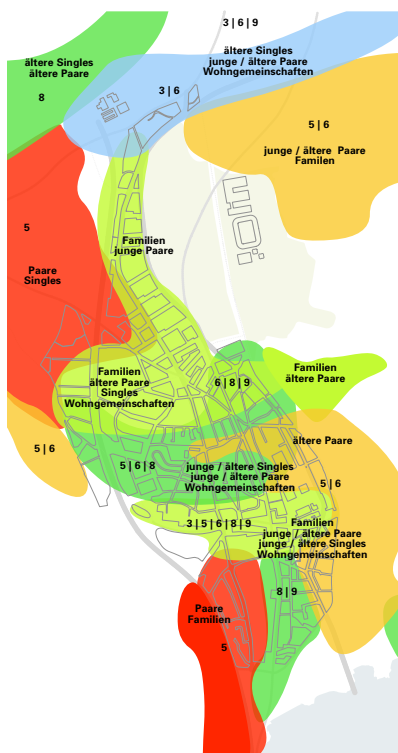 3 | 6 | 9
ältere Singles
junge / ältere Paare
Wohngemeinschaften
ältere Singles
ältere Paare
8
3 | 6
5 | 6
junge / ältere  Paare
Familen
5
Paare
Singles
Familien
junge Paare
Familien
ältere Paare
Singles
Wohngemeinschaften
6 | 8 | 9
Familien
ältere Paare
5 | 6
5 | 6 | 8
ältere Paare
junge / ältere Singles
junge / ältere Paare
Wohngemeinschaften
5 | 6
3 | 5 | 6 | 8 | 9
Familien
junge / ältere Paare
junge / ältere Singles
Wohngemeinschaften
8 | 9
Paare
Familien
5